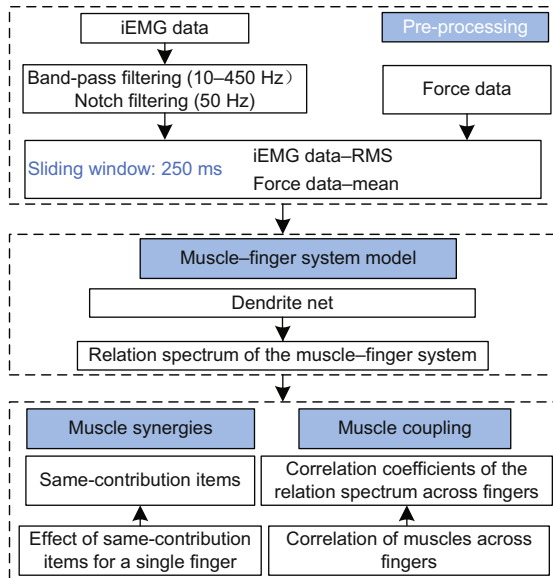 iEMG data
Pre-processing
Band-pass filtering (10–450 Hz）
Notch filtering (50 Hz)
Force data
Sliding window: 250 ms
iEMG data–RMS
Force data–mean
Muscle–finger system model
Dendrite net
Relation spectrum of the muscle–finger system
Muscle synergies
Muscle coupling
Same-contribution items
Correlation coefficients of the
relation spectrum across fingers
Effect of same-contribution
items for a single finger
Correlation of muscles across
fingers